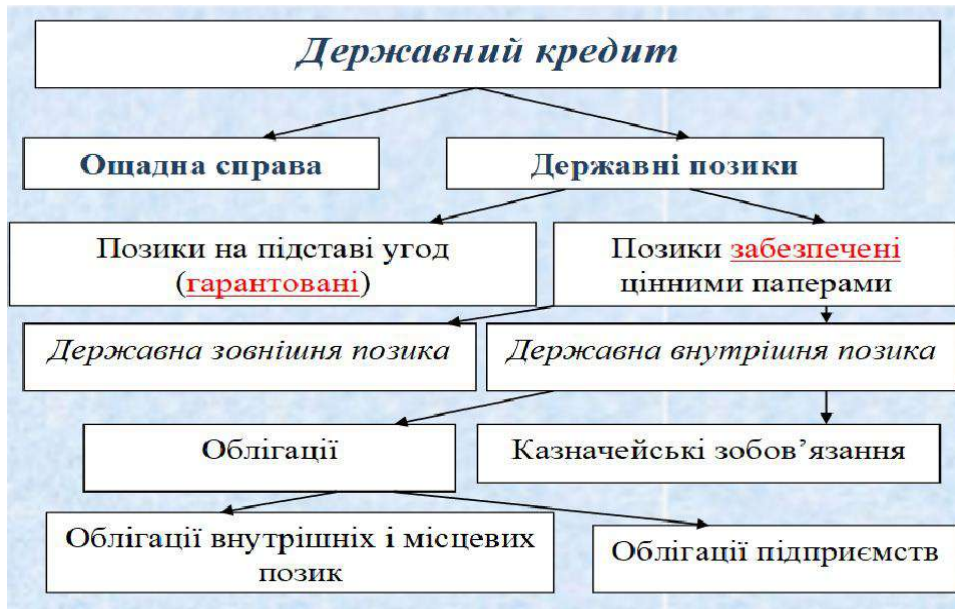 Державний кредит
Ощадна справа
Державні позики
Позики на підставі угод
(гарантовані)
Позики забезпечені
цінними паперами
Державна зовнішня позика
Державна внутрішня позика
Облігації
Казначейські зобов’язання
Облігації внутрішніх і місцевих
позик
Облігації підприємств